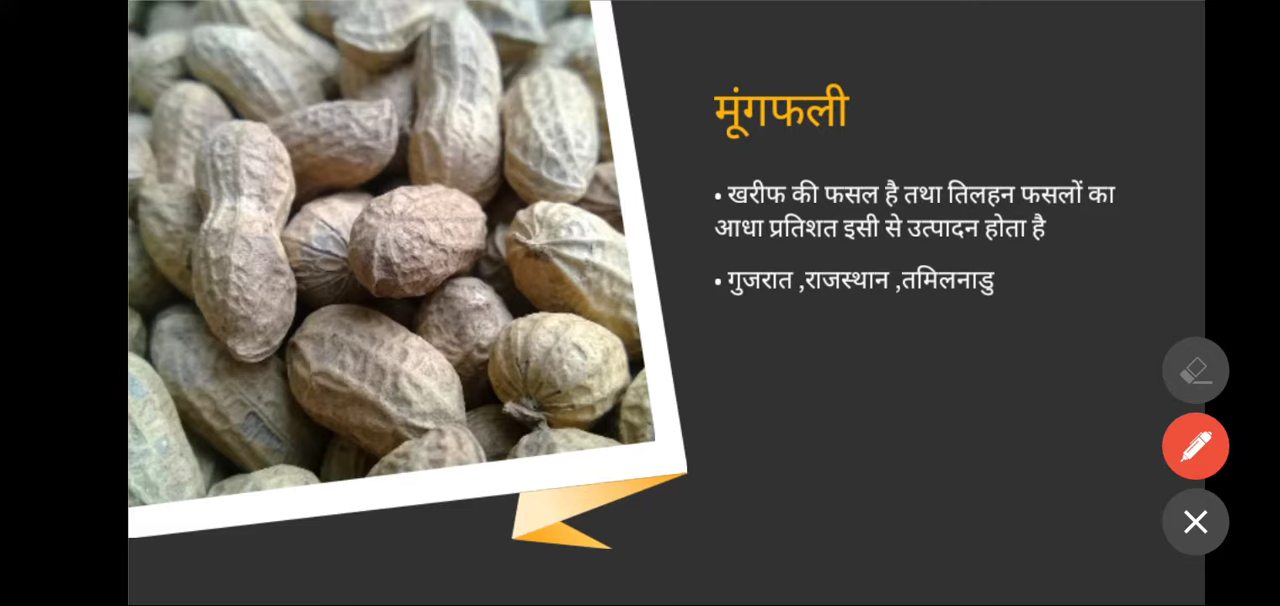 मूंगफली
• खरीफ की फसल है तथा तिलहन फसलों का
आधा प्रतिशत इसी से उत्पादन होता है
• गुजरात ,राजस्थान ,तमिलनाडु